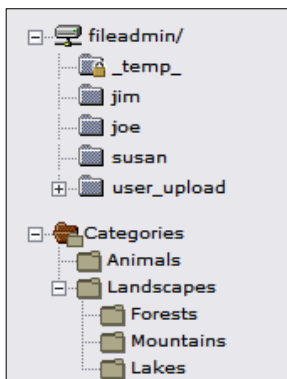 fileadmin/
_temp_
jim
joe
susan
user_upload
Categories
Animals
Landscapes
Forests
Mountains
Lakes